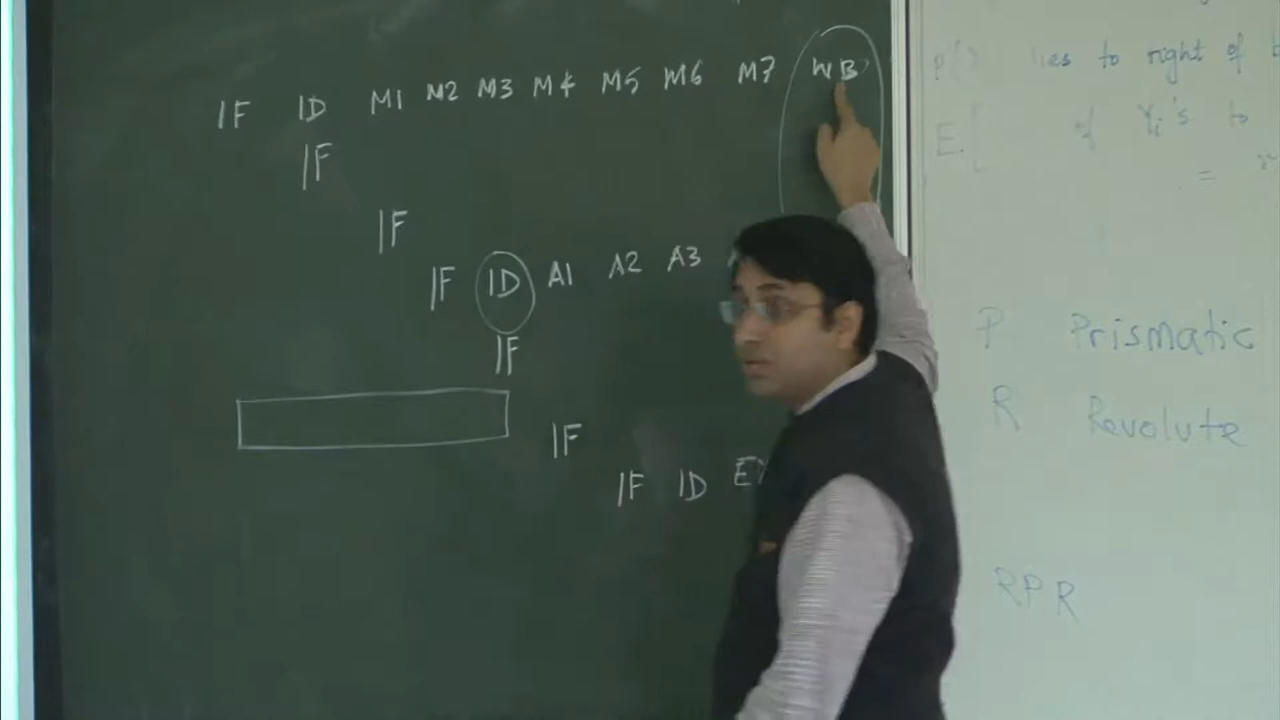 IF ID M1 M2 M3 M4 M5 M6 M7 WB
IF
IF
IF ID A1 A2 A3
IF
IF
IF ID
lies to right of
E[ of Yi's to
=
P Prismatic
R Revolute
RPR